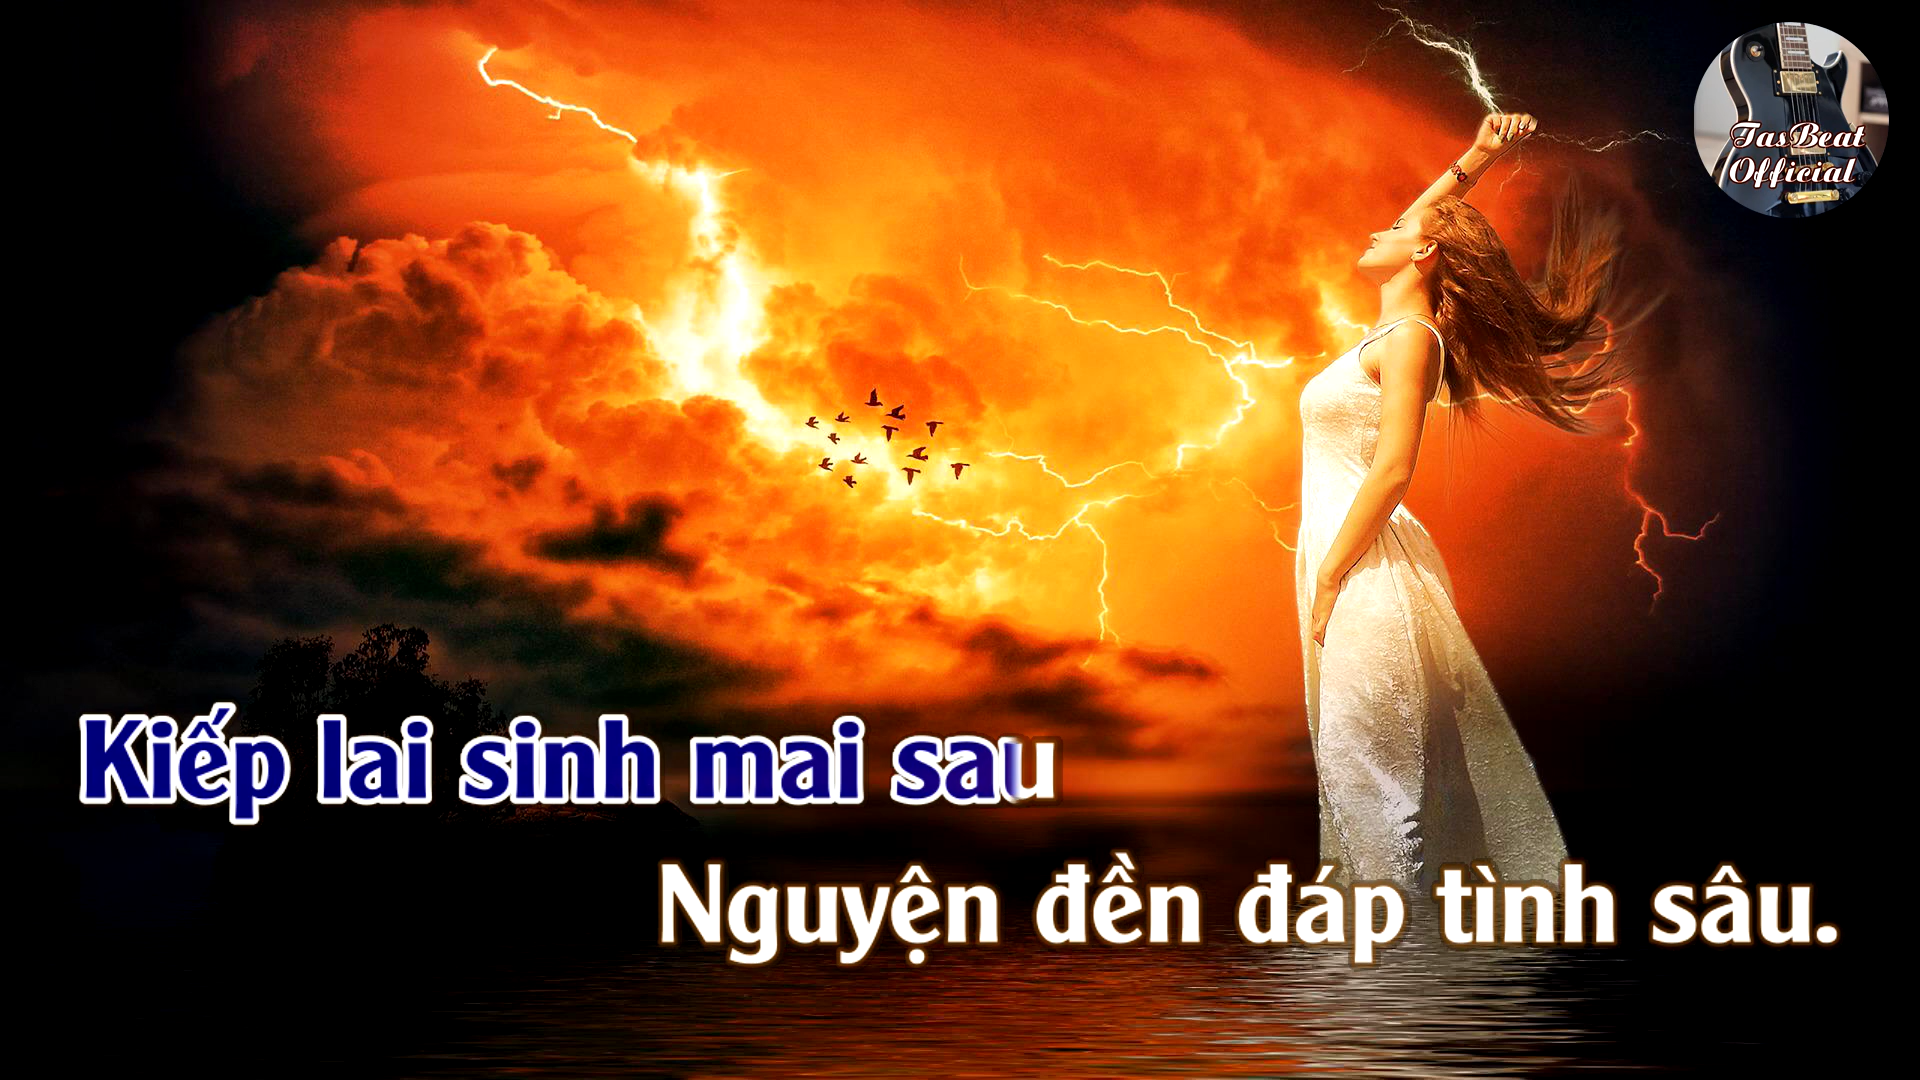 TasBeat
Official
Kiếp lai sinh mai sau
Nguyện đền đáp tình sâu.